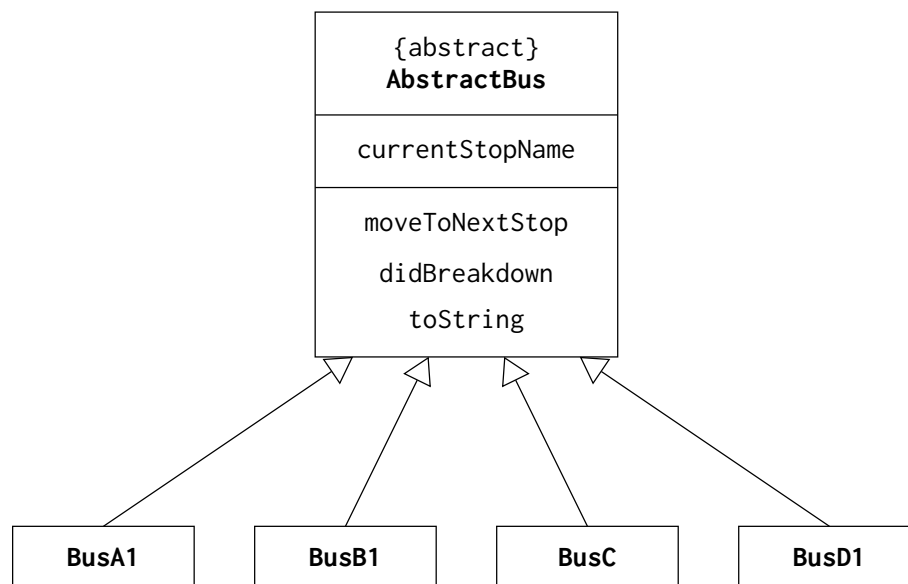 {abstract}
AbstractBus
currentStopName
moveToNextStop
didBreakdown
toString
BusA1
BusB1
BusC
BusD1